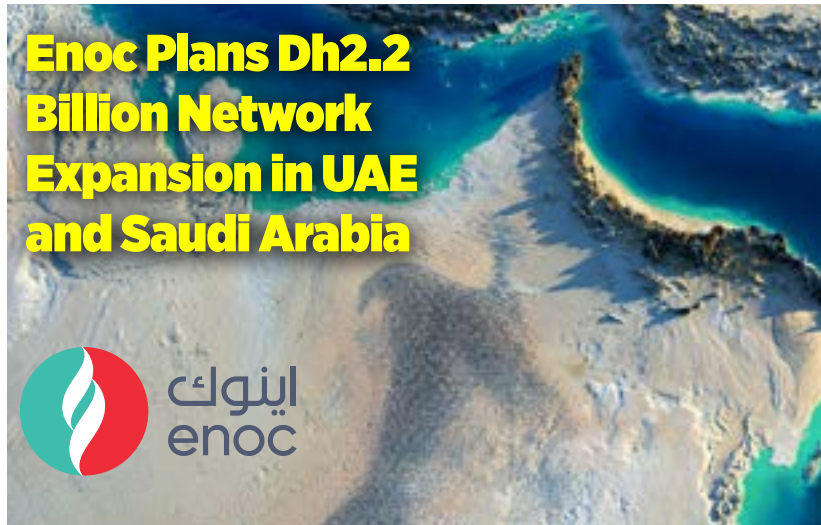 Enoc Plans Dh2.2
Billion Network
Expansion in UAE
and Saudi Arabia
اينوك
enoc